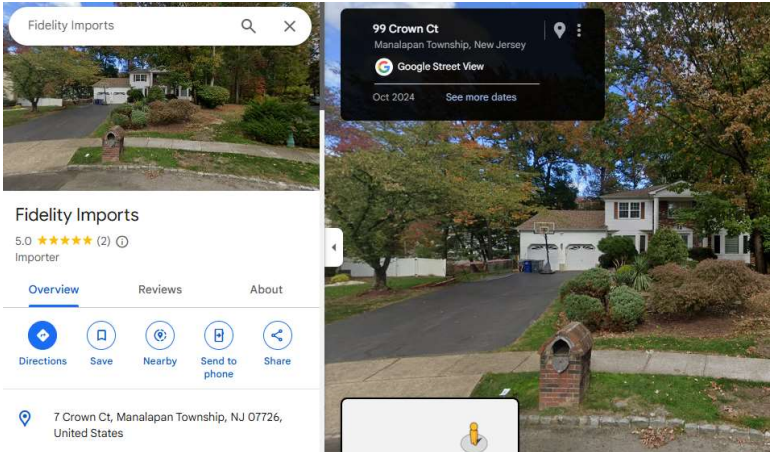 Fidelity Imports
Fidelity Imports
5.0 (2)
Importer
Overview Reviews About
Directions Save Nearby Send to phone Share
7 Crown Ct, Manalapan Township, NJ 07726,
United States
99 Crown Ct
Manalapan Township, New Jersey
Google Street View
Oct 2024 See more dates